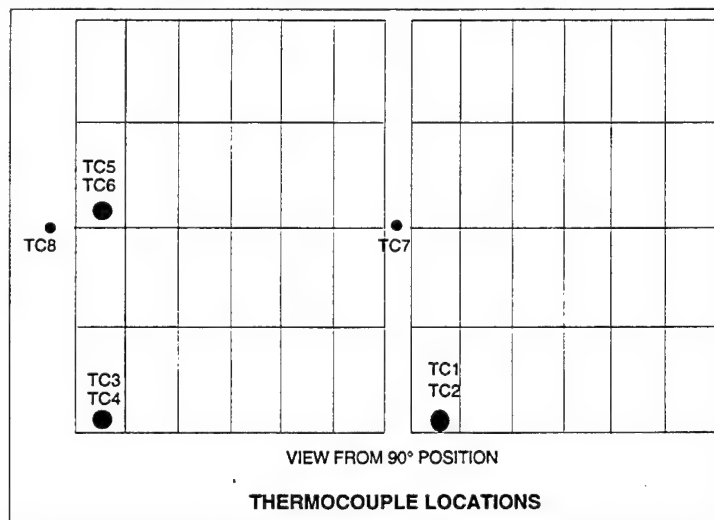 TC5
TC6
TC8
TC7
TC3
TC4
TC1
TC2
VIEW FROM 90° POSITION
THERMOCOUPLE LOCATIONS